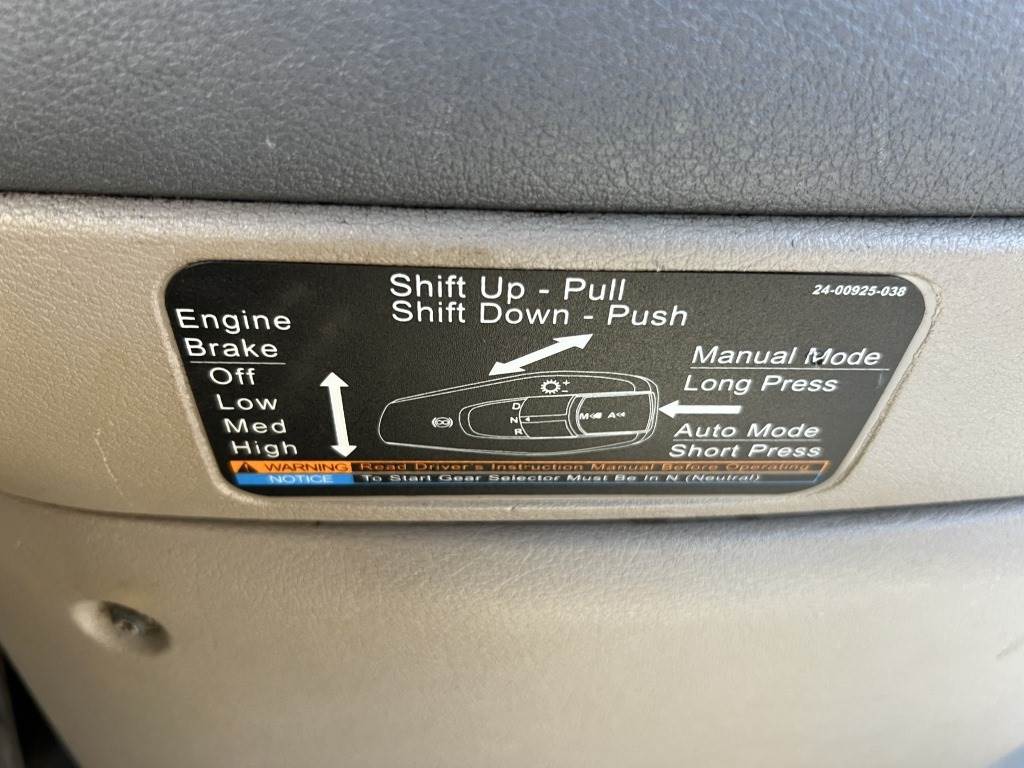 Shift Up - Pull
Shift Down - Push
24-00925-038
Engine
Brake
Off
Low
Med
High
D
N
R
+
-
M
A
Manual Mode
Long Press
Auto Mode
Short Press
WARNING Read Driver's Instruction Manual Before Operating
NOTICE To Start Gear Selector Must Be In N (Neutral)